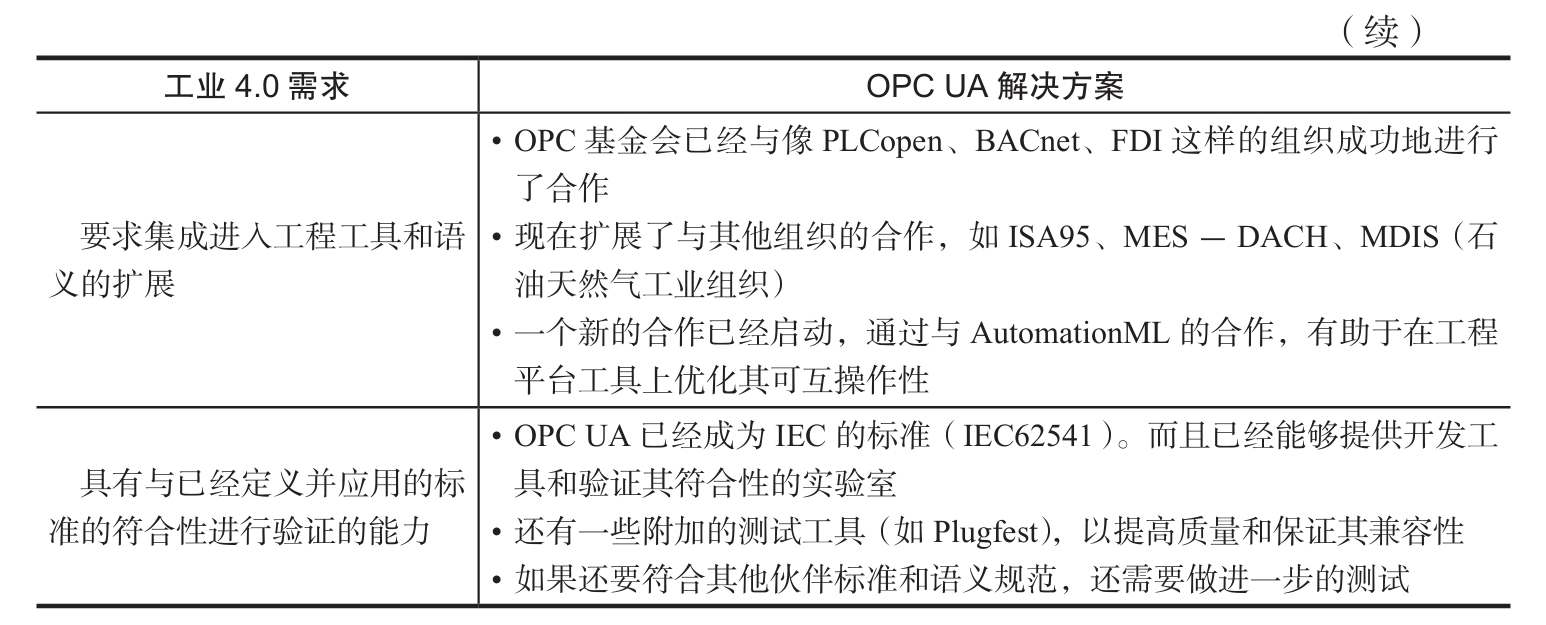 （续）
工业 4.0 需求
OPC UA 解决方案
要求集成进入工程工具和语
义的扩展
• OPC 基金会已经与像 PLCopen、BACnet、FDI 这样的组织成功地进行
了合作
• 现在扩展了与其他组织的合作，如 ISA95、MES — DACH、MDIS（石
油天然气工业组织）
• 一个新的合作已经启动，通过与 AutomationML 的合作，有助于在工程
平台工具上优化其可互操作性
具有与已经定义并应用的标
准的符合性进行验证的能力
• OPC UA 已经成为 IEC 的标准（IEC62541）。而且已经能够提供开发工
具和验证其符合性的实验室
• 还有一些附加的测试工具（如 Plugfest），以提高质量和保证其兼容性
• 如果还要符合其他伙伴标准和语义规范，还需要做进一步的测试